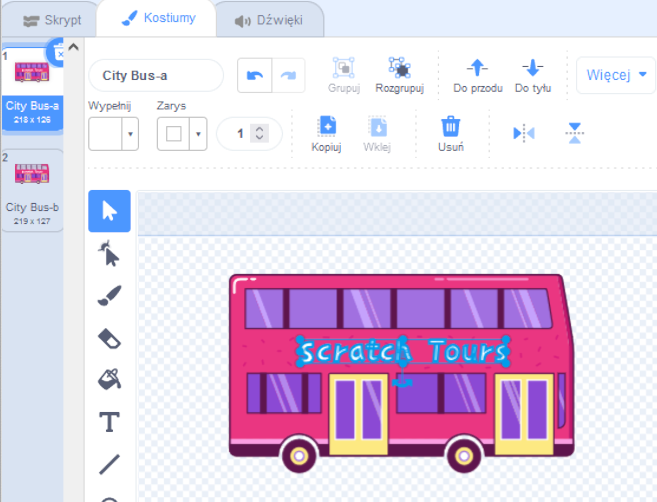 Skrypt
Kostiumy
Dźwięki
1
City Bus-a
218 x 126
2
City Bus-b
219 x 127
City Bus-a
Grupuj
Rozgrupuj
Do przodu
Do tyłu
Więcej
Wypełnij
Zarys
1
Kopiuj
Wklej
Usuń
T
Scratch Tours